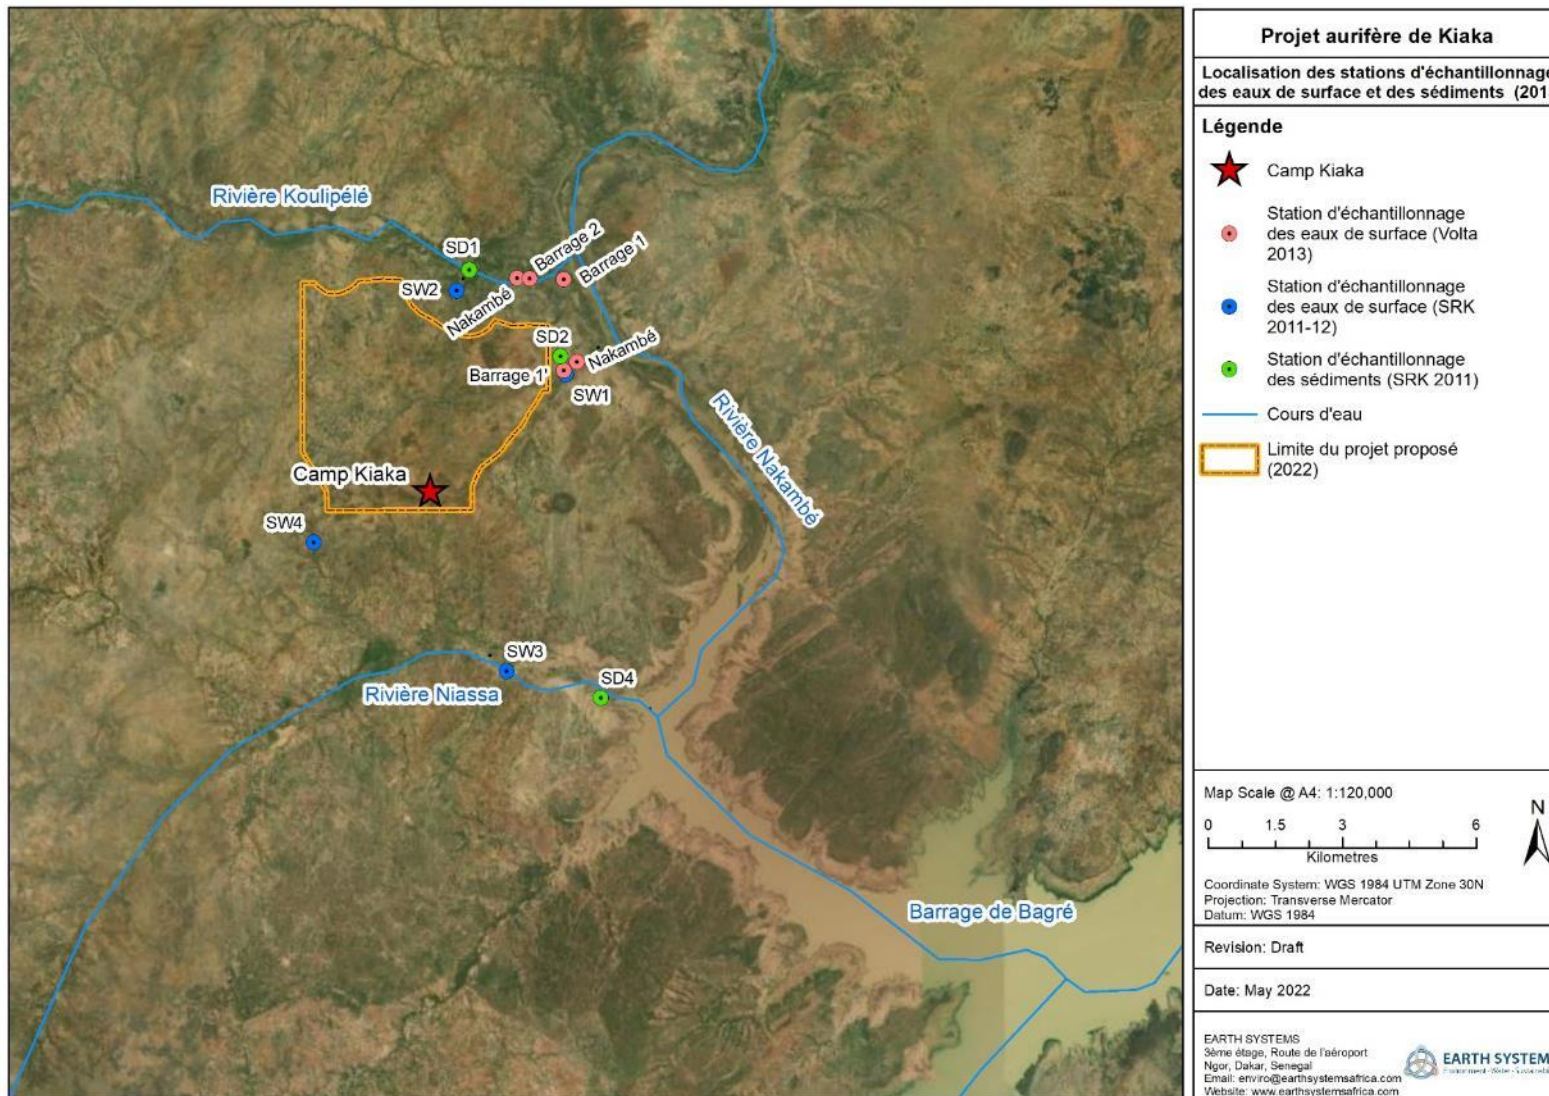 Projet aurifère de Kiaka
Localisation des stations d'échantillonnage
des eaux de surface et des sédiments (201
Légende
Camp Kiaka
Station d'échantillonnage
des eaux de surface (Volta
2013)
Station d'échantillonnage
des eaux de surface (SRK
2011-12)
Station d'échantillonnage
des sédiments (SRK 2011)
Cours d'eau
Limite du projet proposé
(2022)
Map Scale @ A4: 1:120,000
0 1.5 3 6
Kilometres
N
Coordinate System: WGS 1984 UTM Zone 30N
Projection: Transverse Mercator
Datum: WGS 1984
Revision: Draft
Date: May 2022
EARTH SYSTEMS
3ème étage, Route de l'aéroport
Ngor, Dakar, Senegal
Email: enviro@earthsystemsafrica.com
Website: www.earthsystemsafrica.com
EARTH SYSTEM
Rivière Koulipélé
SD1
SW2
Nakambé
Barrage 2
Barrage 1
SD2
Nakambé
Barrage 1'
SW1
Rivière Nakambé
Camp Kiaka
SW4
SW3
Rivière Niassa
SD4
Barrage de Bagré